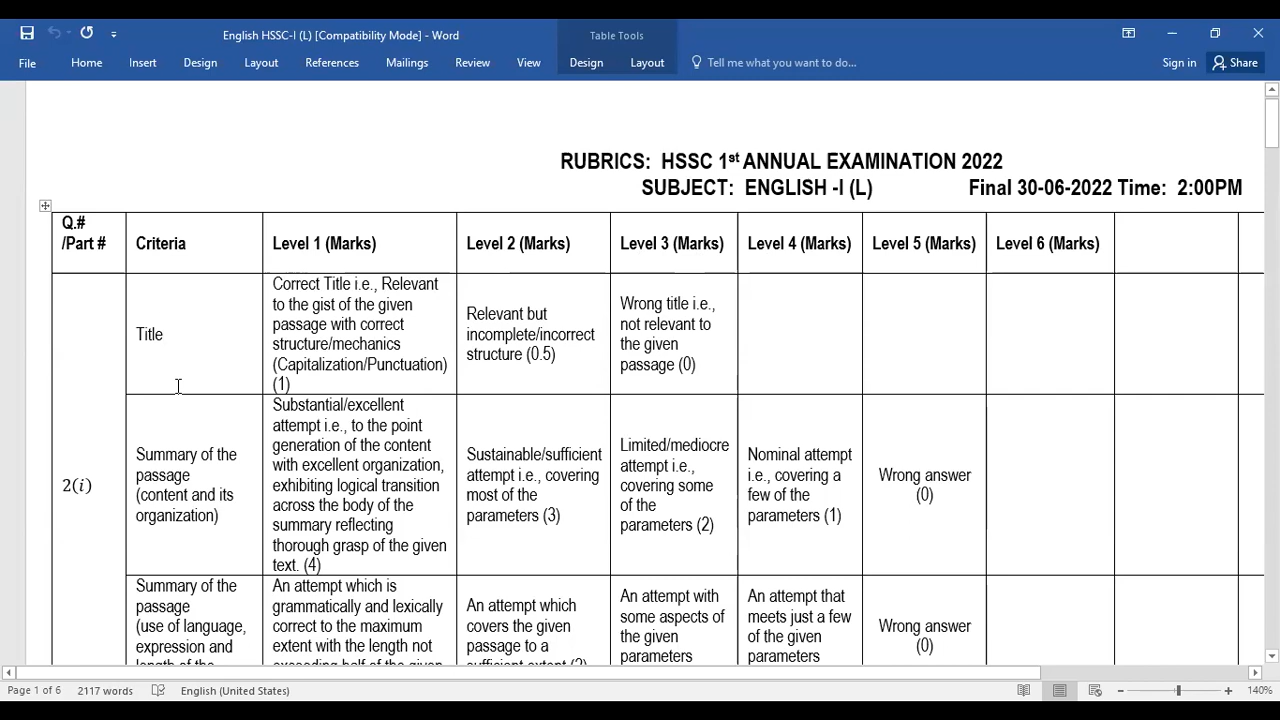 English HSSC-I (L) [Compatibility Mode] - Word
Table Tools
File
Home
Insert
Design
Layout
References
Mailings
Review
View
Design
Layout
Tell me what you want to do...
Sign in
Share
RUBRICS: HSSC 1st ANNUAL EXAMINATION 2022
SUBJECT: ENGLISH -I (L) Final 30-06-2022 Time: 2:00PM
Q.#
/Part #
Criteria
Level 1 (Marks)
Level 2 (Marks)
Level 3 (Marks)
Level 4 (Marks)
Level 5 (Marks)
Level 6 (Marks)
2(i)
Title
Correct Title i.e., Relevant
to the gist of the given
passage with correct
structure/mechanics
(Capitalization/Punctuation)
(1)
Relevant but
incomplete/incorrect
structure (0.5)
Wrong title i.e.,
not relevant to
the given
passage (0)
Summary of the
passage
(content and its
organization)
Substantial/excellent
attempt i.e., to the point
generation of the content
with excellent organization,
exhibiting logical transition
across the body of the
summary reflecting
thorough grasp of the given
text. (4)
Sustainable/sufficient
attempt i.e., covering
most of the
parameters (3)
Limited/mediocre
attempt i.e.,
covering some
of the
parameters (2)
Nominal attempt
i.e., covering a
few of the
parameters (1)
Wrong answer
(0)
Summary of the
passage
(use of language,
expression and
length of the
An attempt which is
grammatically and lexically
correct to the maximum
extent with the length not
exceeding half of the given
An attempt which
covers the given
passage to a
sufficient extent (2)
An attempt with
some aspects of
the given
parameters
An attempt that
meets just a few
of the given
parameters
Wrong answer
(0)
Page 1 of 6
2117 words
English (United States)
140%